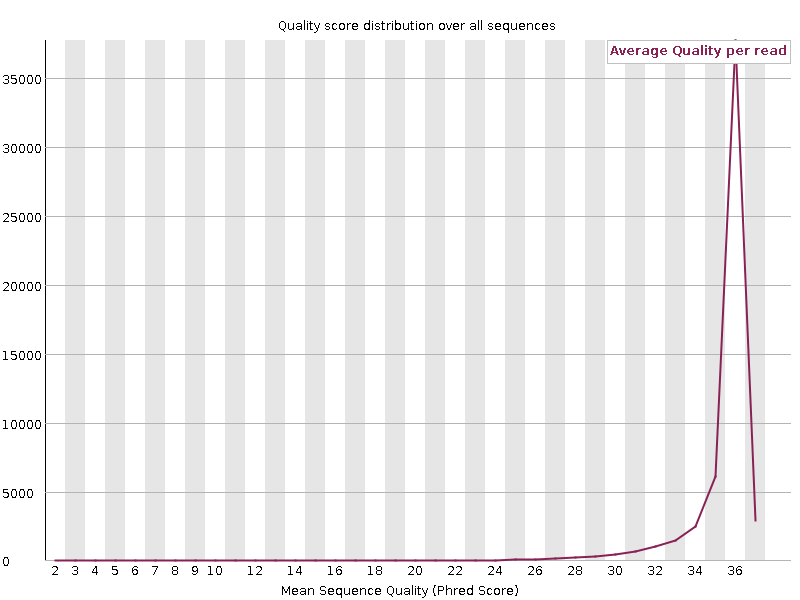 Quality score distribution over all sequences
Average Quality per read
35000
30000
25000
20000
15000
10000
5000
0
2 3 4 5 6 7 8 9 10 12 14 16 18 20 22 24 26 28 30 32 34 36
Mean Sequence Quality (Phred Score)